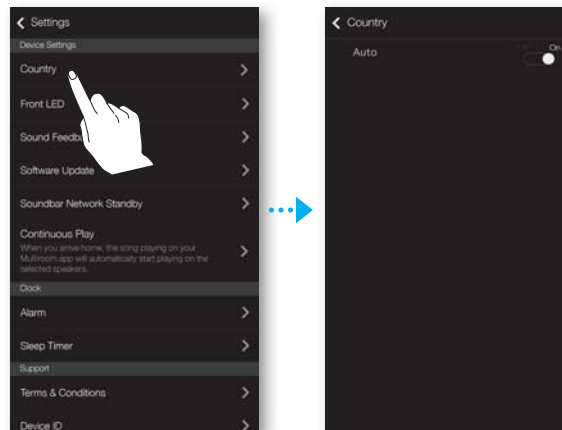 Settings
Device Settings
Country
Front LED
Sound Feedb
Software Update
Soundbar Network Standby
Continuous Play
When you arrive home, the song playing on your
Multiroom app will automatically start playing on the
selected speakers.
Clock
Alarm
Sleep Timer
Support
Terms & Conditions
Device ID
Country
Auto
On